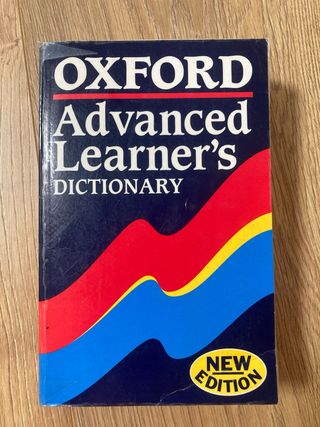 OXFORD
Advanced
Learner's
DICTIONARY
NEW
EDITION